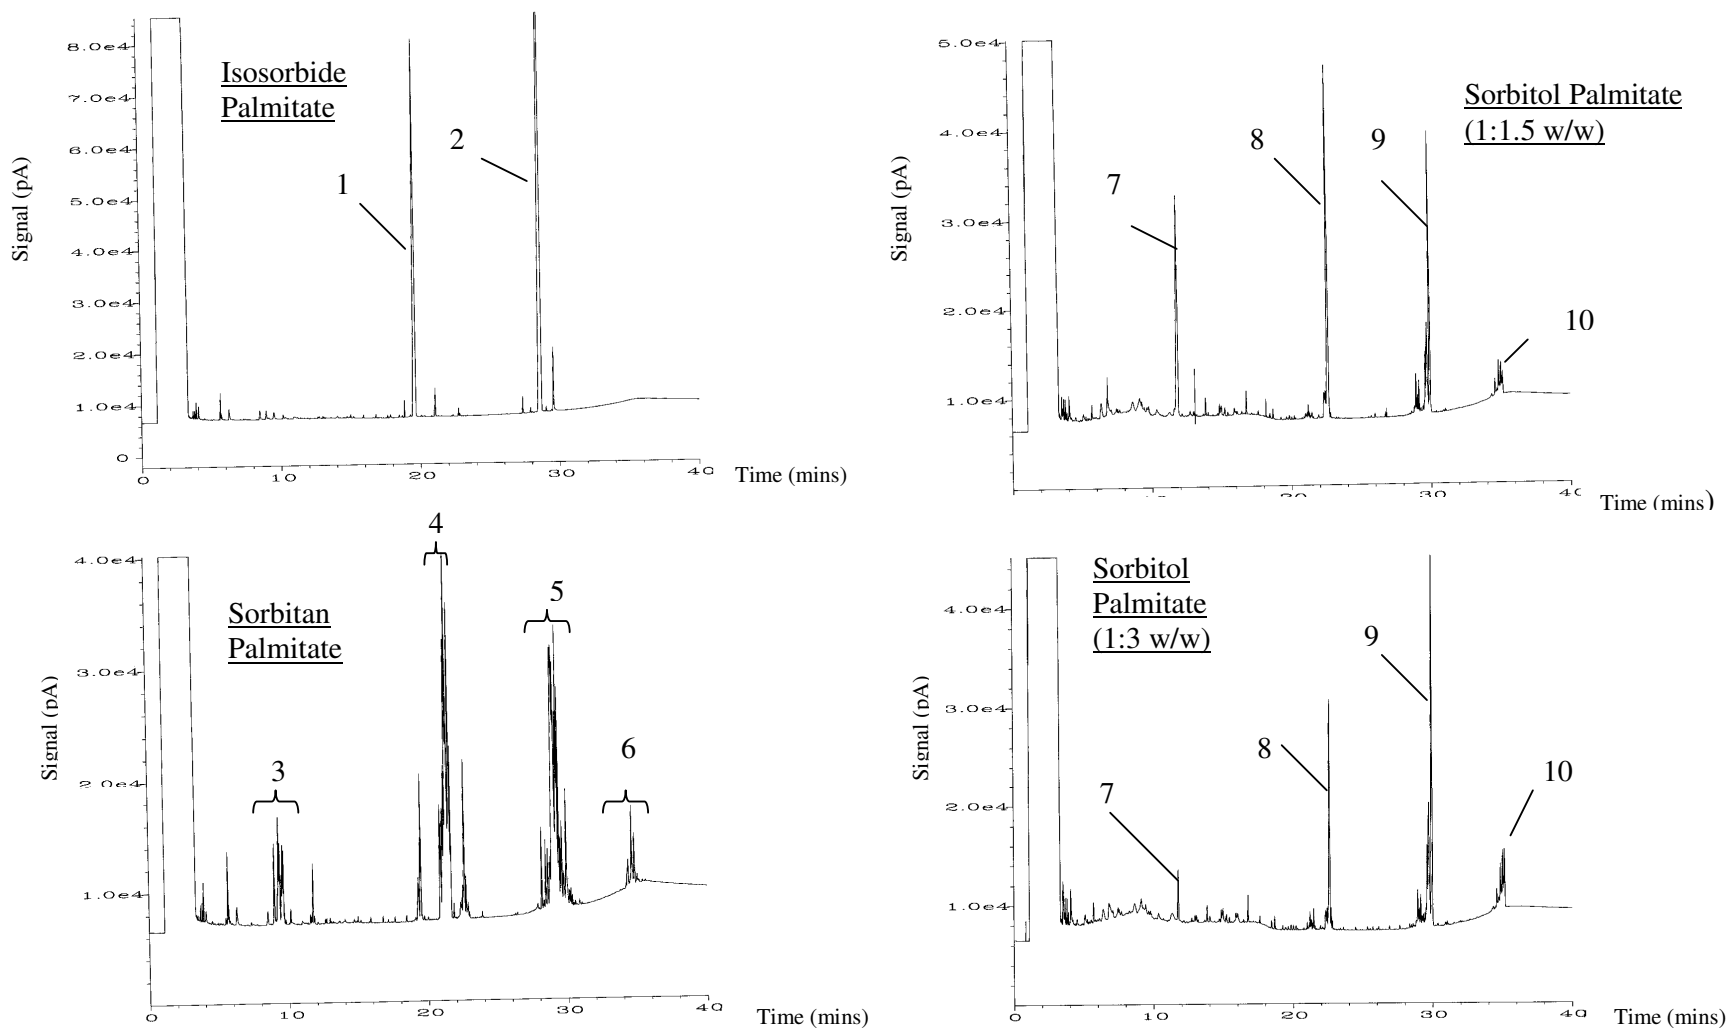 Isosorbide
Palmitate
8.0e4
7.0e4
6.0e4
5.0e4
4.0e4
3.0e4
2.0e4
1.0e4
0
Signal (pA)
1
2
0 10 20 30 40
Time (mins)
Sorbitol Palmitate
(1:1.5 w/w)
5.0e4
4.0e4
3.0e4
2.0e4
1.0e4
Signal (pA)
7
8
9
10
20 30
Time (mins)
Sorbitan
Palmitate
4.0e4
3.0e4
2.0e4
1.0e4
Signal (pA)
3
4
5
6
0 10 20 30 40
Time (mins)
Sorbitol
Palmitate
(1:3 w/w)
4.0e4
3.0e4
2.0e4
1.0e4
Signal (pA)
7
8
9
10
0 10 20 30 40
Time (mins)